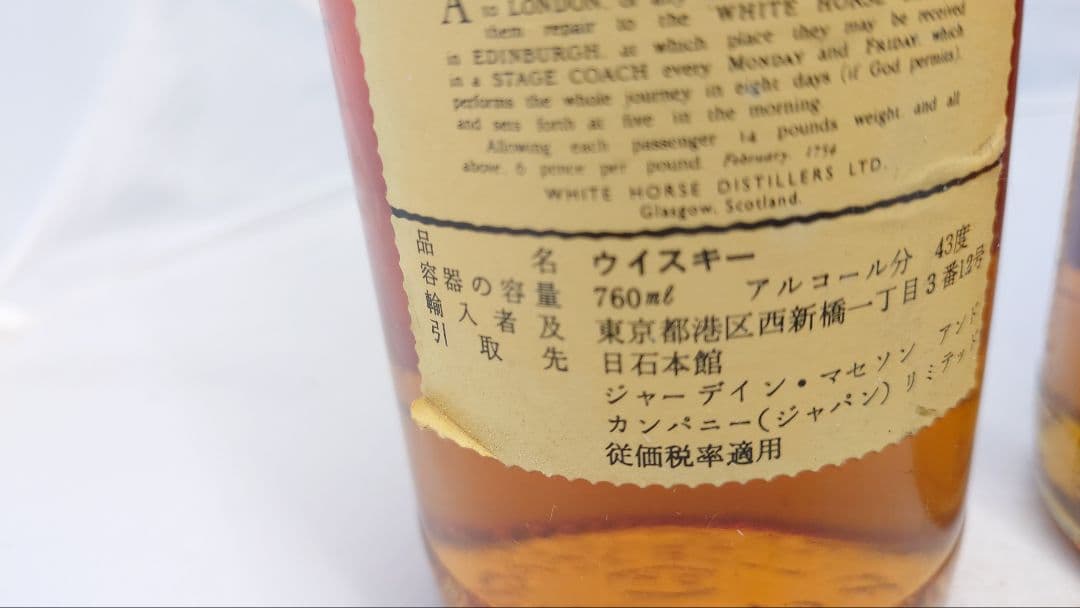 A to LONDON, or any
them repair to the WHITE HORSE
in EDINBURGH, at which place they may be received
in a STAGE COACH every MONDAY and FRIDAY, which
performs the whole journey in eight days (if God permits),
and sets forth at five in the morning.
Allowing each passenger 14 pounds weight, and all
above, 6 pence per pound. February, 1754
WHITE HORSE DISTILLERS LTD.
Glasgow, Scotland.
品名 ウイスキー
容器の容量 760ml アルコール分 43度
輸入者及 東京都港区西新橋一丁目3番12号
引取先 日石本館
ジャーデイン・マセソン アンド
カンパニー(ジャパン) リミテッド
従価税率適用